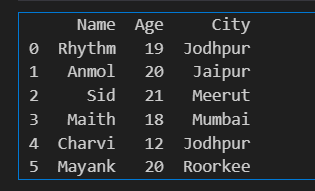 Name Age City
0 Rhythm 19 Jodhpur
1 Anmol 20 Jaipur
2 Sid 21 Meerut
3 Maith 18 Mumbai
4 Charvi 12 Jodhpur
5 Mayank 20 Roorkee